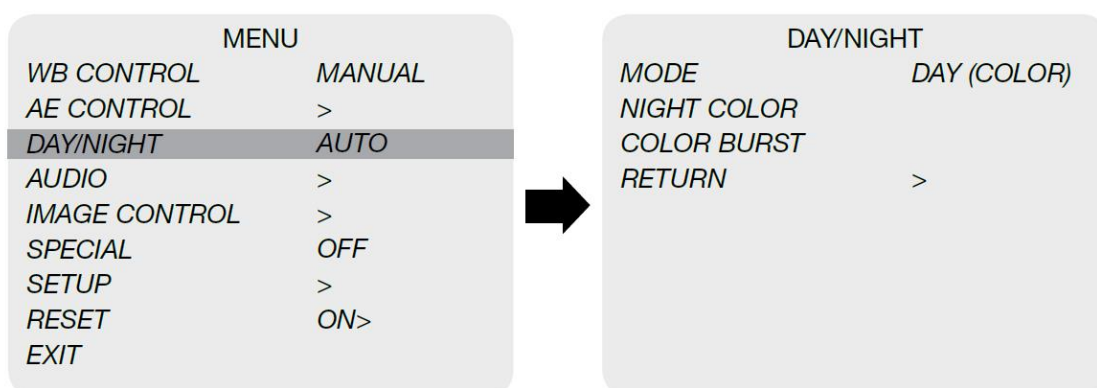 MENU
WB CONTROL MANUAL
AE CONTROL >
DAY/NIGHT AUTO
AUDIO >
IMAGE CONTROL >
SPECIAL OFF
SETUP >
RESET ON>
EXIT
DAY/NIGHT
MODE DAY (COLOR)
NIGHT COLOR
COLOR BURST
RETURN >